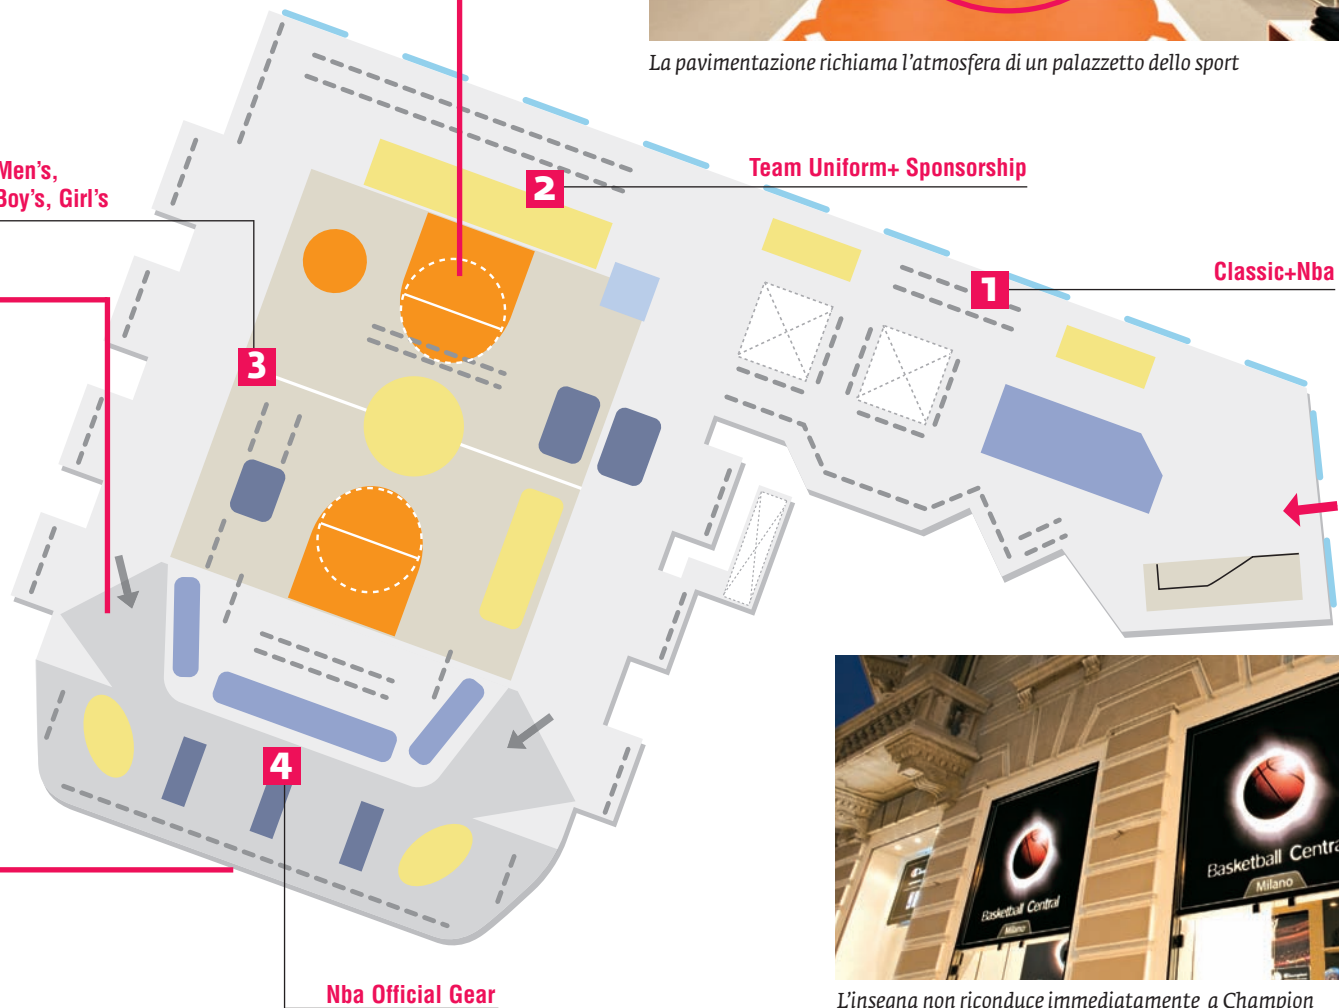 La pavimentazione richiama l'atmosfera di un palazzetto dello sport
Men's,
Boy's, Girl's
2
Team Uniform+ Sponsorship
1
Classic+Nba
3
4
Nba Official Gear
Basketball Central
Milano
Basketball Centra
Milano
L'insegna non riconduce immediatamente a Champion